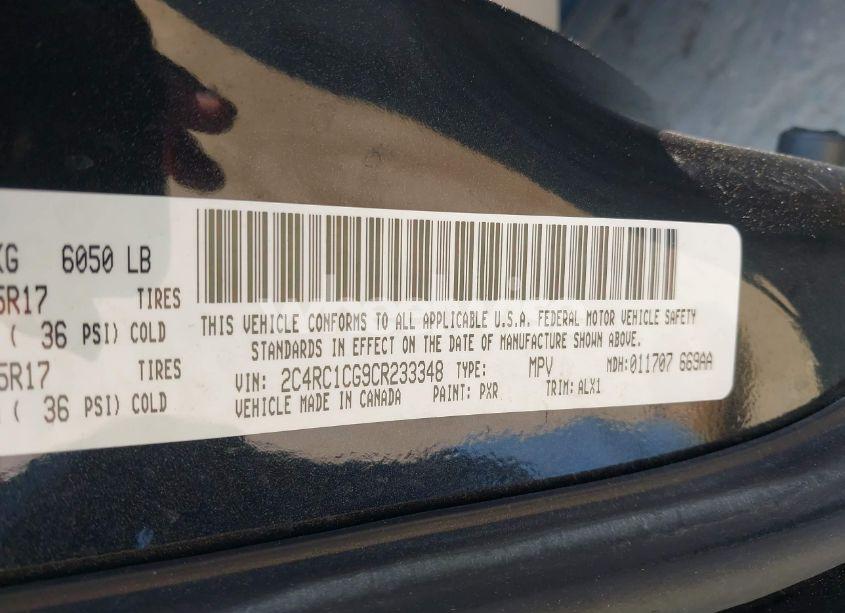 KG 6050 LB
5R17 TIRES
( 36 PSI) COLD
5R17 TIRES
( 36 PSI) COLD
THIS VEHICLE CONFORMS TO ALL APPLICABLE U.S.A. FEDERAL MOTOR VEHICLE SAFETY
STANDARDS IN EFFECT ON THE DATE OF MANUFACTURE SHOWN ABOVE.
VIN: 2C4RC1CG9CR233348 TYPE: MPV MDH:011707 669AA
VEHICLE MADE IN CANADA PAINT: PXR TRIM: ALX1